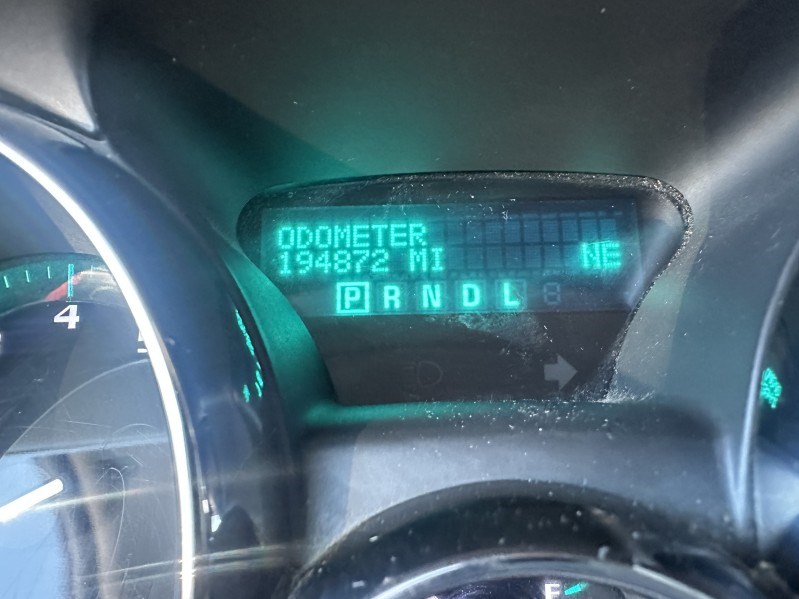 ODOMETER
194872 MI NE
P R N D L
4
F